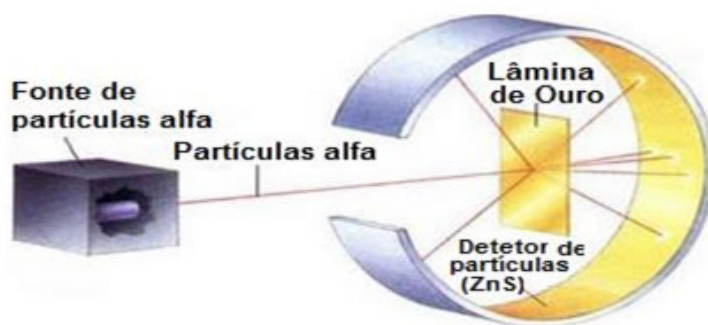 Fonte de
partículas alfa
Partículas alfa
Lâmina
de Ouro
Detetor de
partículas
(ZnS)